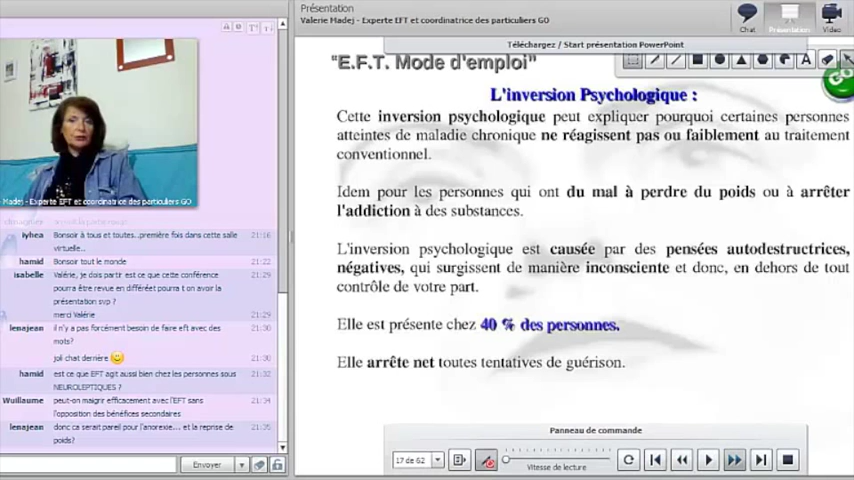 Présentation
Valerie Madej - Experte EFT et coordinatrice des particuliers GO
Chat
Présentation
Video
Téléchargez / Start présentation PowerPoint
"E.F.T. Mode d'emploi"
A
GO
L'inversion Psychologique :
Cette inversion psychologique peut expliquer pourquoi certaines personnes
atteintes de maladie chronique ne réagissent pas ou faiblement au traitement
conventionnel.
Idem pour les personnes qui ont du mal à perdre du poids ou à arrêter
l'addiction à des substances.
L'inversion psychologique est causée par des pensées autodestructrices,
négatives, qui surgissent de manière inconsciente et donc, en dehors de tout
contrôle de votre part.
Elle est présente chez 40 % des personnes.
Elle arrête net toutes tentatives de guérison.
Madej - Experte EFT et coordinatrice des particuliers GO
iyhea Bonsoir à tous et toutes...première fois dans cette salle 21:16
virtuelle..
hamid Bonsoir tout le monde 21:22
isabelle Valérie, je dois partir est ce que cette conférence 21:29
pourra être revue en différéet pourra t on avoir la
présentation svp ?
merci Valérie 21:29
lenajean il n'y a pas forcément besoin de faire eft avec des 21:30
mots?
joli chat derrière 21:30
hamid est ce que EFT agit aussi bien chez les personnes sous 21:32
NEUROLEPTIQUES ?
Wuillaume peut-on maigrir efficacement avec l'EFT sans 21:34
l'opposition des bénéfices secondaires
lenajean donc ca serait pareil pour l'anorexie... et la reprise de 21:35
poids?
Envoyer
Panneau de commande
17 de 62
Vitesse de lecture